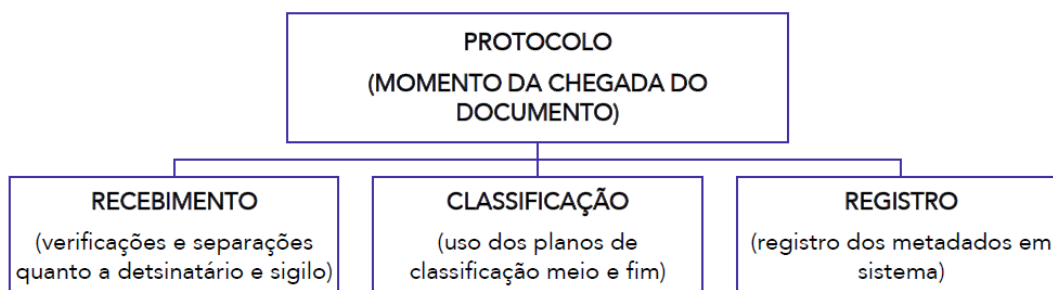 PROTOCOLO
(MOMENTO DA CHEGADA DO
DOCUMENTO)
RECEBIMENTO
(verificações e separações
quanto a detsinatário e sigilo)
CLASSIFICAÇÃO
(uso dos planos de
classificação meio e fim)
REGISTRO
(registro dos metadados em
sistema)